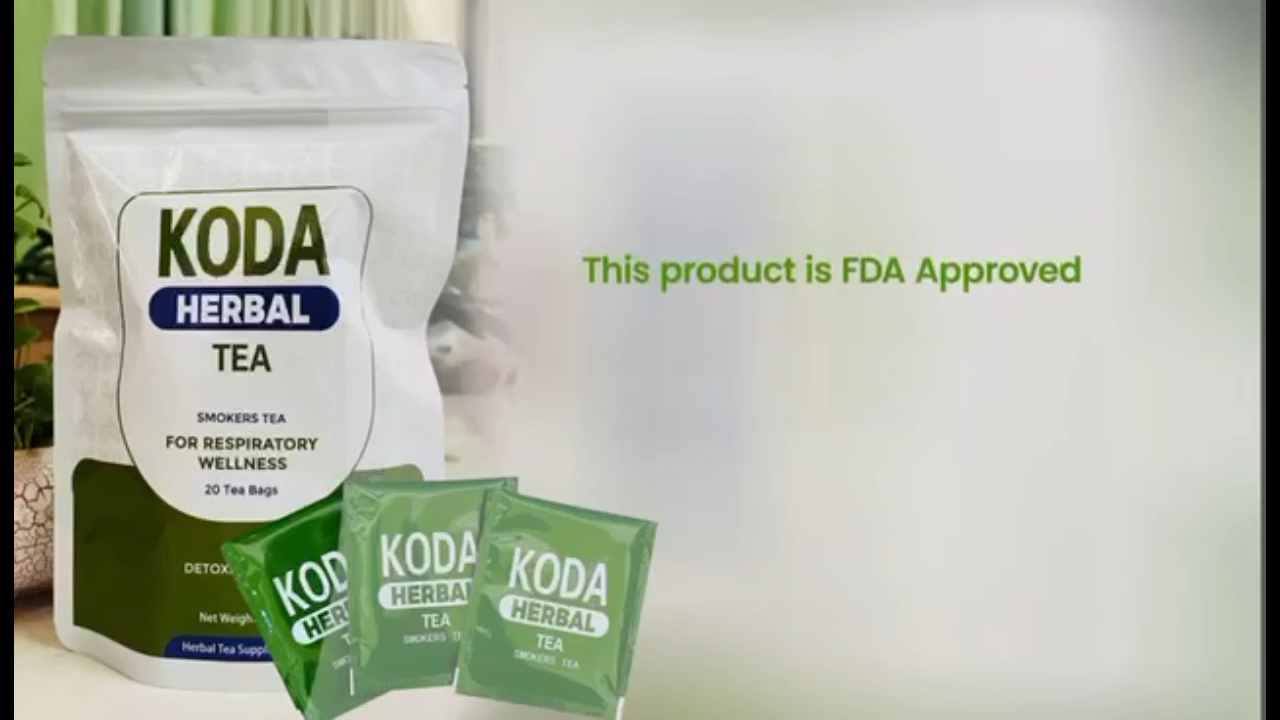 KODA
HERBAL
TEA
SMOKERS TEA
FOR RESPIRATORY
WELLNESS
20 Tea Bags
Herbal Tea
This product is FDA Approved
KODA
HERBAL
TEA
KODA
HERBAL
TEA
SMOKERS TEA